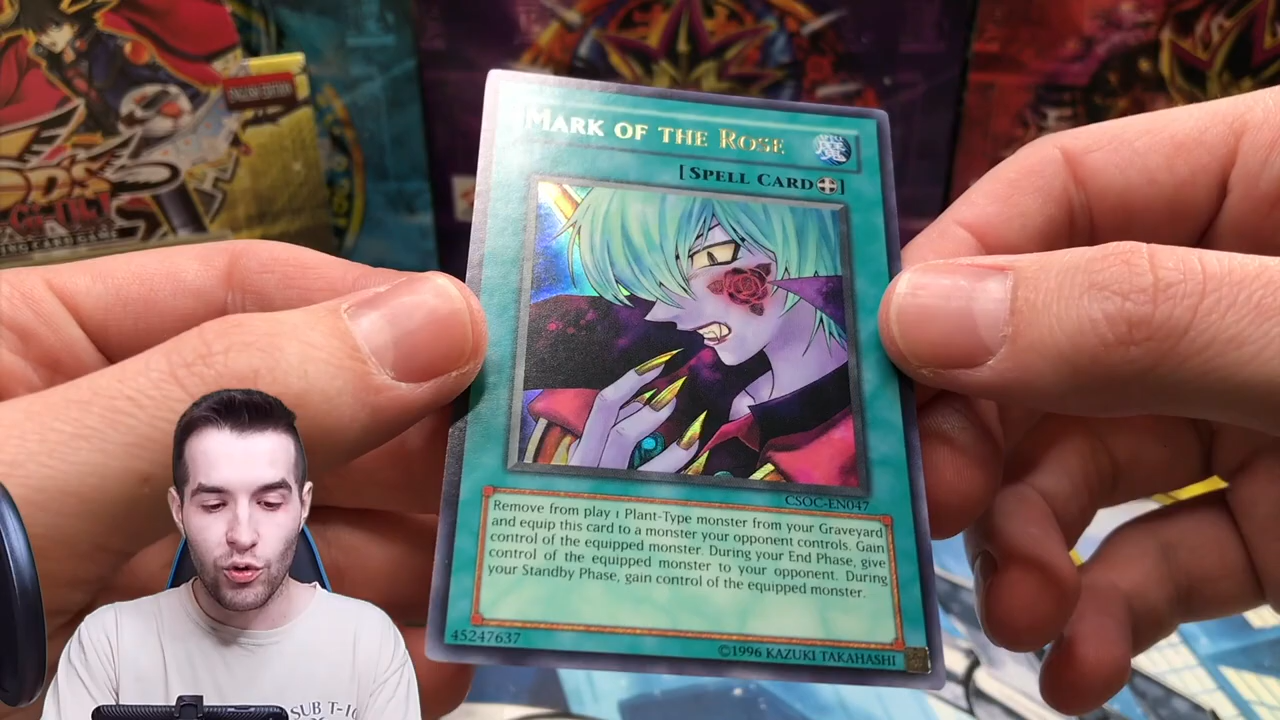 MARK OF THE ROSE
[SPELL CARD]
CSOC-EN047
Remove from play 1 Plant-Type monster from your Graveyard
and equip this card to a monster your opponent controls. Gain
control of the equipped monster. During your End Phase, give
control of the equipped monster to your opponent. During
your Standby Phase, gain control of the equipped monster.
45247637
©1996 KAZUKI TAKAHASHI